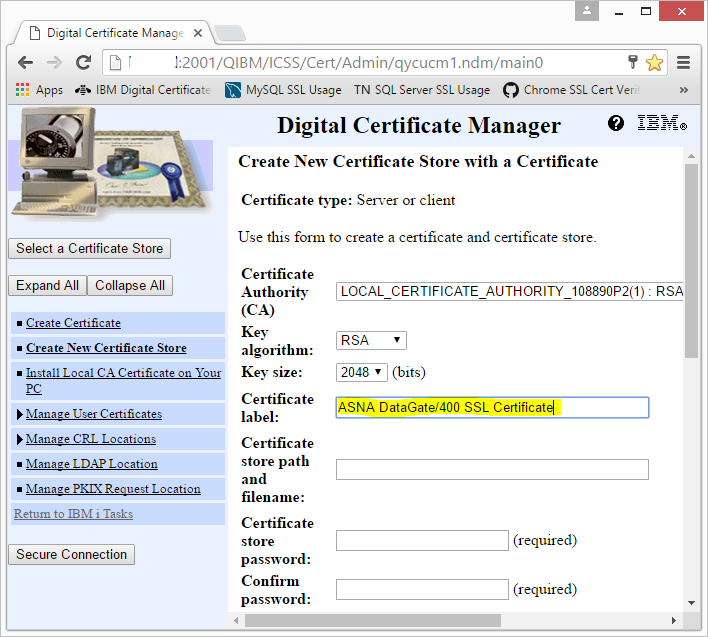 Digital Certificate Manage
:2001/QIBM/ICSS/Cert/Admin/qycucm1.ndm/main0
Apps IBM Digital Certificate MySQL SSL Usage TN SQL Server SSL Usage Chrome SSL Cert Veri »
Digital Certificate Manager
IBM®
Select a Certificate Store
Expand All Collapse All
Create Certificate
Create New Certificate Store
Install Local CA Certificate on Your
PC
Manage User Certificates
Manage CRL Locations
Manage LDAP Location
Manage PKIX Request Location
Return to IBM i Tasks
Secure Connection
Create New Certificate Store with a Certificate
Certificate type: Server or client
Use this form to create a certificate and certificate store.
Certificate
Authority
(CA)
LOCAL_CERTIFICATE_AUTHORITY_108890P2(1) : RSA
Key
algorithm:
RSA
Key size: 2048 (bits)
Certificate
label:
ASNA DataGate/400 SSL Certificate
Certificate
store path
and
filename:
Certificate
store
password:
(required)
Confirm
password:
(required)